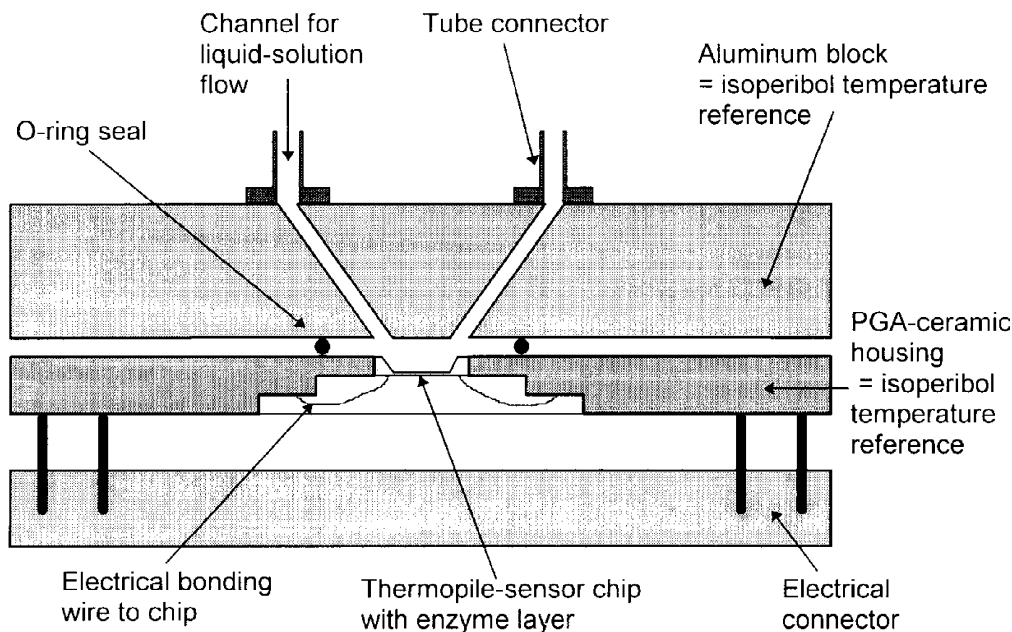 Channel for
liquid-solution
flow
Tube connector
Aluminum block
= isoperibol temperature
reference
O-ring seal
PGA-ceramic
housing
= isoperibol
temperature
reference
Electrical bonding
wire to chip
Thermopile-sensor chip
with enzyme layer
Electrical
connector